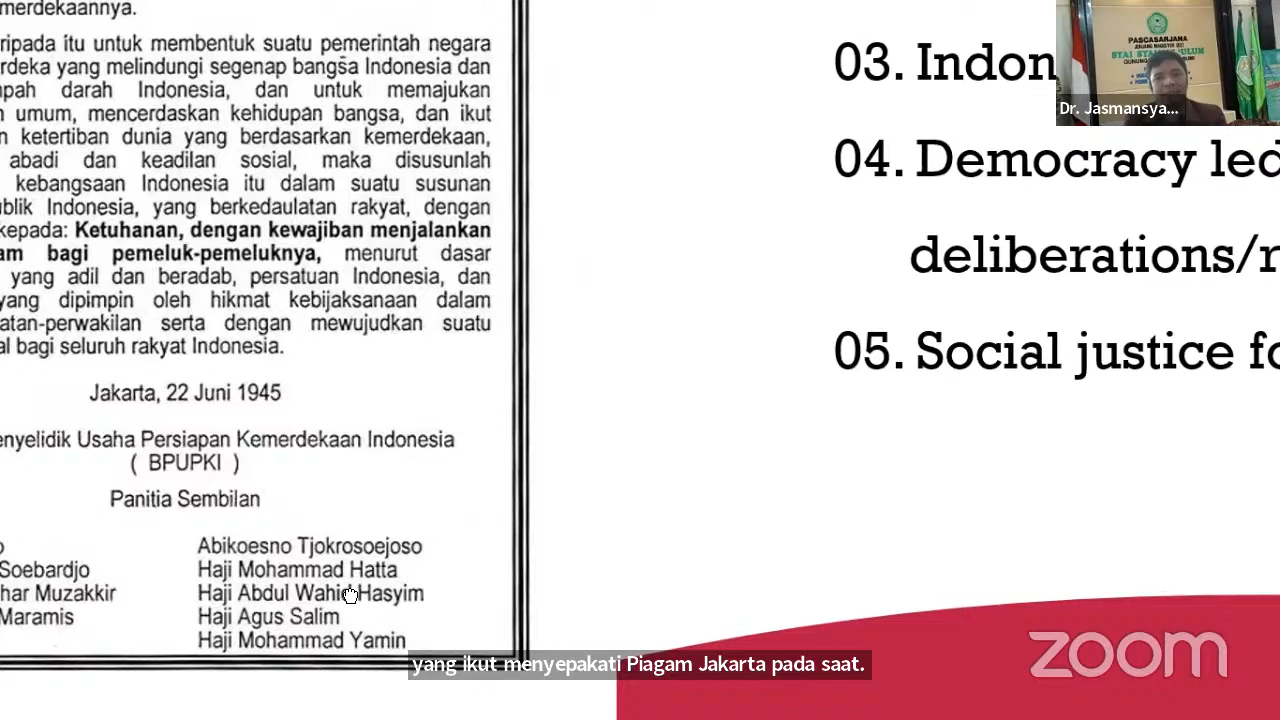 merdekaannya.
ripada itu untuk membentuk suatu pemerintah negara
erdeka yang melindungi segenap bangsa Indonesia dan
npah darah Indonesia, dan untuk memajukan
n umum, mencerdaskan kehidupan bangsa, dan ikut
n ketertiban dunia yang berdasarkan kemerdekaan,
abadi dan keadilan sosial, maka disusunlah
kebangsaan Indonesia itu dalam suatu susunan
ublik Indonesia, yang berkedaulatan rakyat, dengan
kepada: Ketuhanan, dengan kewajiban menjalankan
am bagi pemeluk-pemeluknya, menurut dasar
yang adil dan beradab, persatuan Indonesia, dan
yang dipimpin oleh hikmat kebijaksanaan dalam
atan-perwakilan serta dengan mewujudkan suatu
al bagi seluruh rakyat Indonesia.
Jakarta, 22 Juni 1945
enyelidik Usaha Persiapan Kemerdekaan Indonesia
( BPUPKI )
Panitia Sembilan
o
Soebardjo
har Muzakkir
Maramis
Abikoesno Tjokrosoejoso
Haji Mohammad Hatta
Haji Abdul Wahid Hasyim
Haji Agus Salim
Haji Mohammad Yamin
03. Indon
04. Democracy led
deliberations/r
05. Social justice fo
PASCASARJANA
Dr. Jasmansya...
yang ikut menyepakati Piagam Jakarta pada saat.
zoom